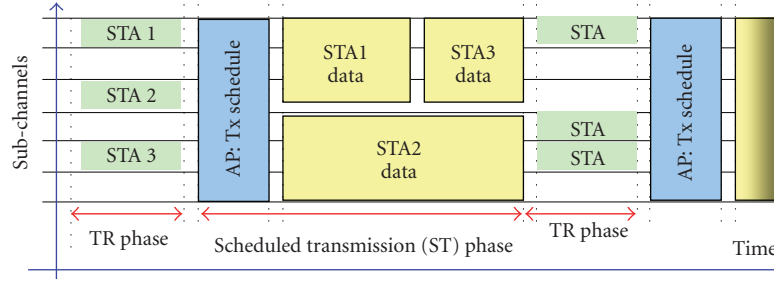 Sub-channels
STA 1
STA 2
STA 3
AP: Tx schedule
STA1
data
STA3
data
STA2
data
STA
STA
STA
AP: Tx schedule
TR phase
Scheduled transmission (ST) phase
TR phase
Time